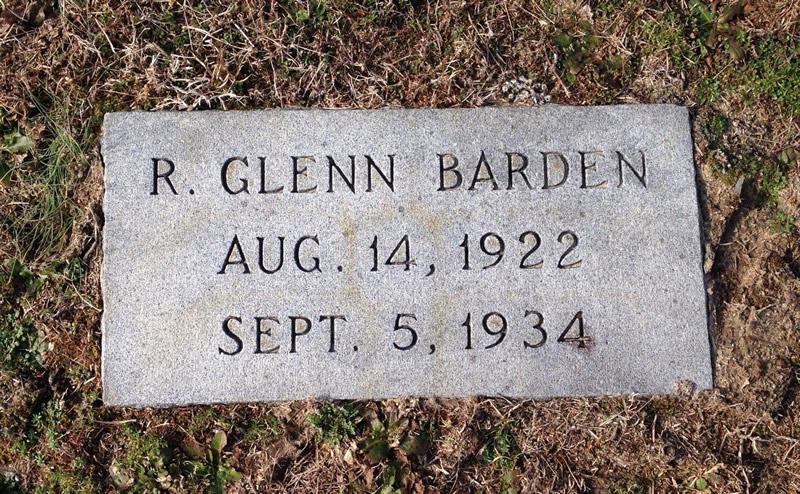 R. GLENN BARDEN
AUG. 14, 1922
SEPT. 5, 1934